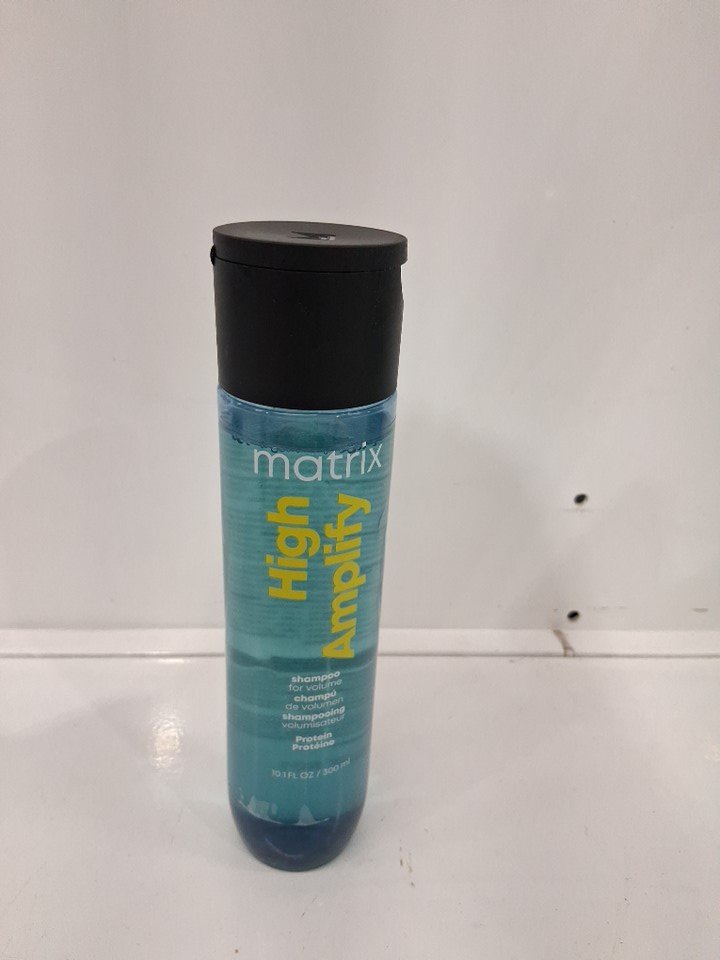 matrix
High
Amplify
shampoo
for volume
champú
de volumen
shampooing
volumisateur
Protein
Protéine
10.1 FL OZ / 300 ml